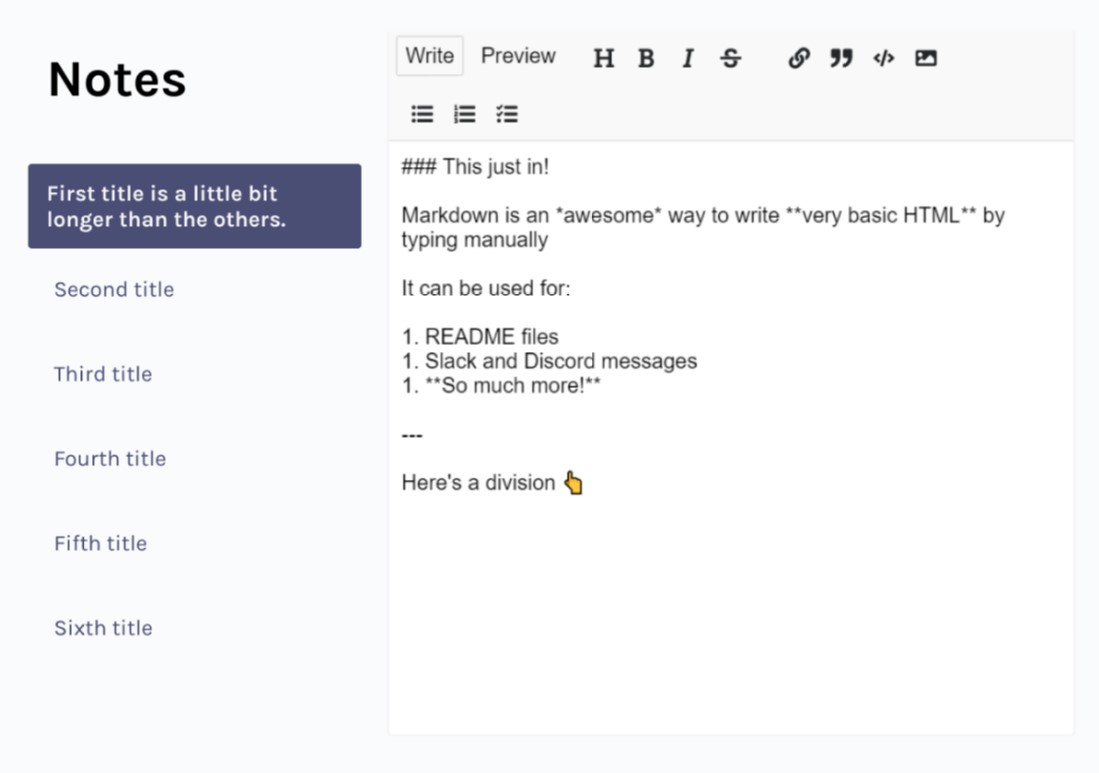 Notes
First title is a little bit
longer than the others.
Second title
Third title
Fourth title
Fifth title
Sixth title
Write Preview
### This just in!
Markdown is an *awesome* way to write **very basic HTML** by
typing manually
It can be used for:
1. README files
1. Slack and Discord messages
1. **So much more!**
---
Here's a division 👆